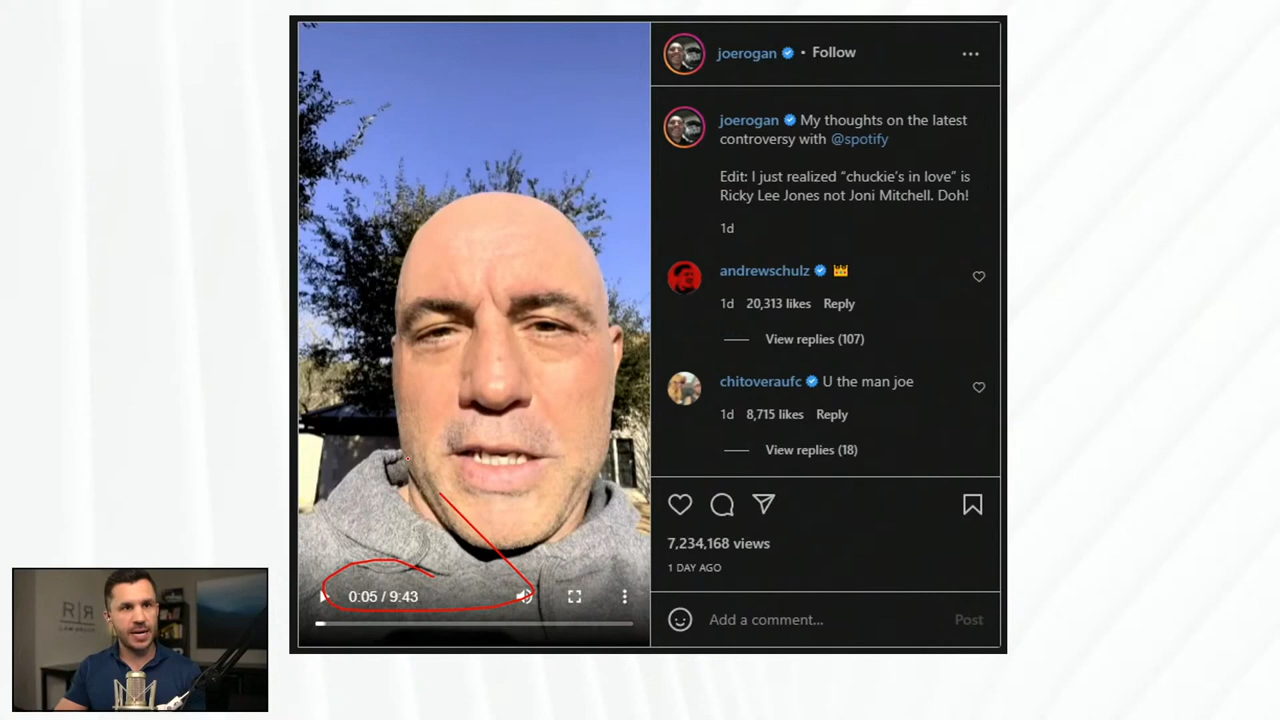 joerogan • Follow
joerogan My thoughts on the latest
controversy with @spotify
Edit: I just realized “chuckie's in love” is
Ricky Lee Jones not Joni Mitchell. Doh!
1d
andrewschulz 👑
1d 20,313 likes Reply
View replies (107)
chitoveraufc U the man joe
1d 8,715 likes Reply
View replies (18)
7,234,168 views
1 DAY AGO
Add a comment... Post
0:05 / 9:43
R|R
LAW GROUP